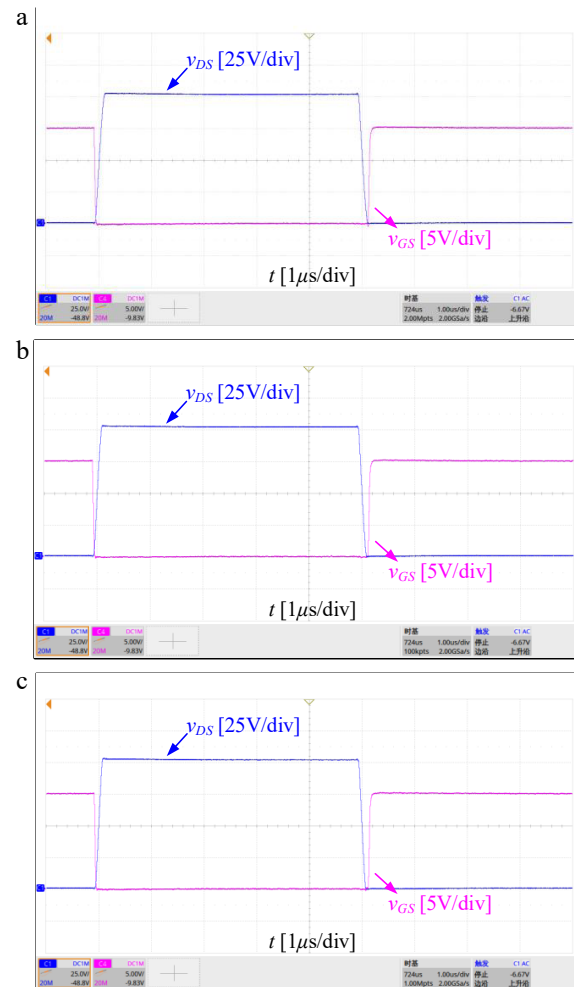 a
v_DS [25V/div]
v_GS [5V/div]
t [1μs/div]
C1 DC1M C4 DC1M 时基 触发 C1 AC
25.0V/ 5.00V/ 724us 1.00us/div 停止 -6.67V
20M -48.8V 20M -9.83V 2.00Mpts 2.00GSa/s 边沿 上升沿
b
v_DS [25V/div]
v_GS [5V/div]
t [1μs/div]
C1 DC1M C4 DC1M 时基 触发 C1 AC
25.0V/ 5.00V/ 724us 1.00us/div 停止 -6.67V
20M -48.8V 20M -9.83V 100kpts 2.00GSa/s 边沿 上升沿
c
v_DS [25V/div]
v_GS [5V/div]
t [1μs/div]
C1 DC1M C4 DC1M 时基 触发 C1 AC
25.0V/ 5.00V/ 724us 1.00us/div 停止 -6.67V
20M -48.8V 20M -9.83V 1.00Mpts 2.00GSa/s 边沿 上升沿